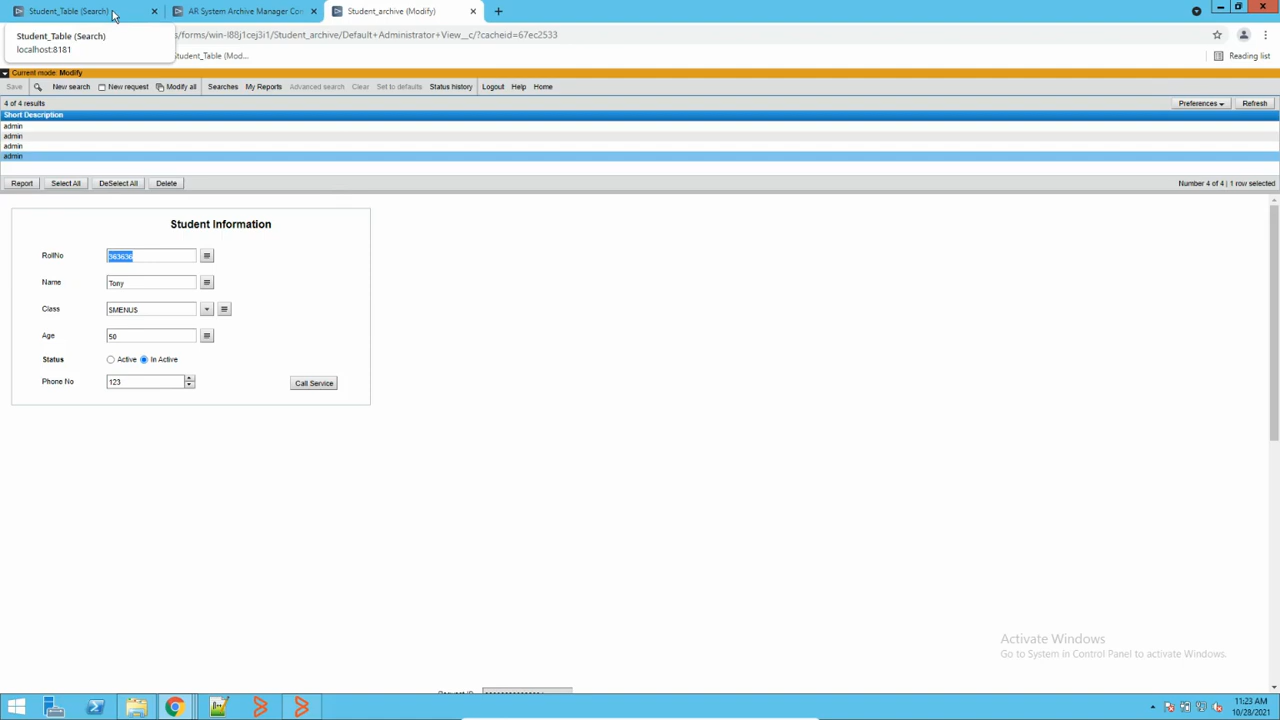 Student_Table (Search)
AR System Archive Manager Con
Student_archive (Modify)
Student_Table (Search)
localhost:8181
s/forms/win-l88j1cej3i1/Student_archive/Default+Administrator+View__c/?cacheid=67ec2533
Student_Table (Mod...
Reading list
Current mode: Modify
Save New search New request Modify all Searches My Reports Advanced search Clear Set to defaults Status history Logout Help Home
4 of 4 results
Preferences
Refresh
Short Description
admin
admin
admin
admin
Report Select All DeSelect All Delete
Number 4 of 4 | 1 row selected
Student Information
RollNo 363636
Name Tony
Class $MENU$
Age 50
Status Active In Active
Phone No 123
Call Service
Activate Windows
Go to System in Control Panel to activate Windows.
11:23 AM
10/28/2021